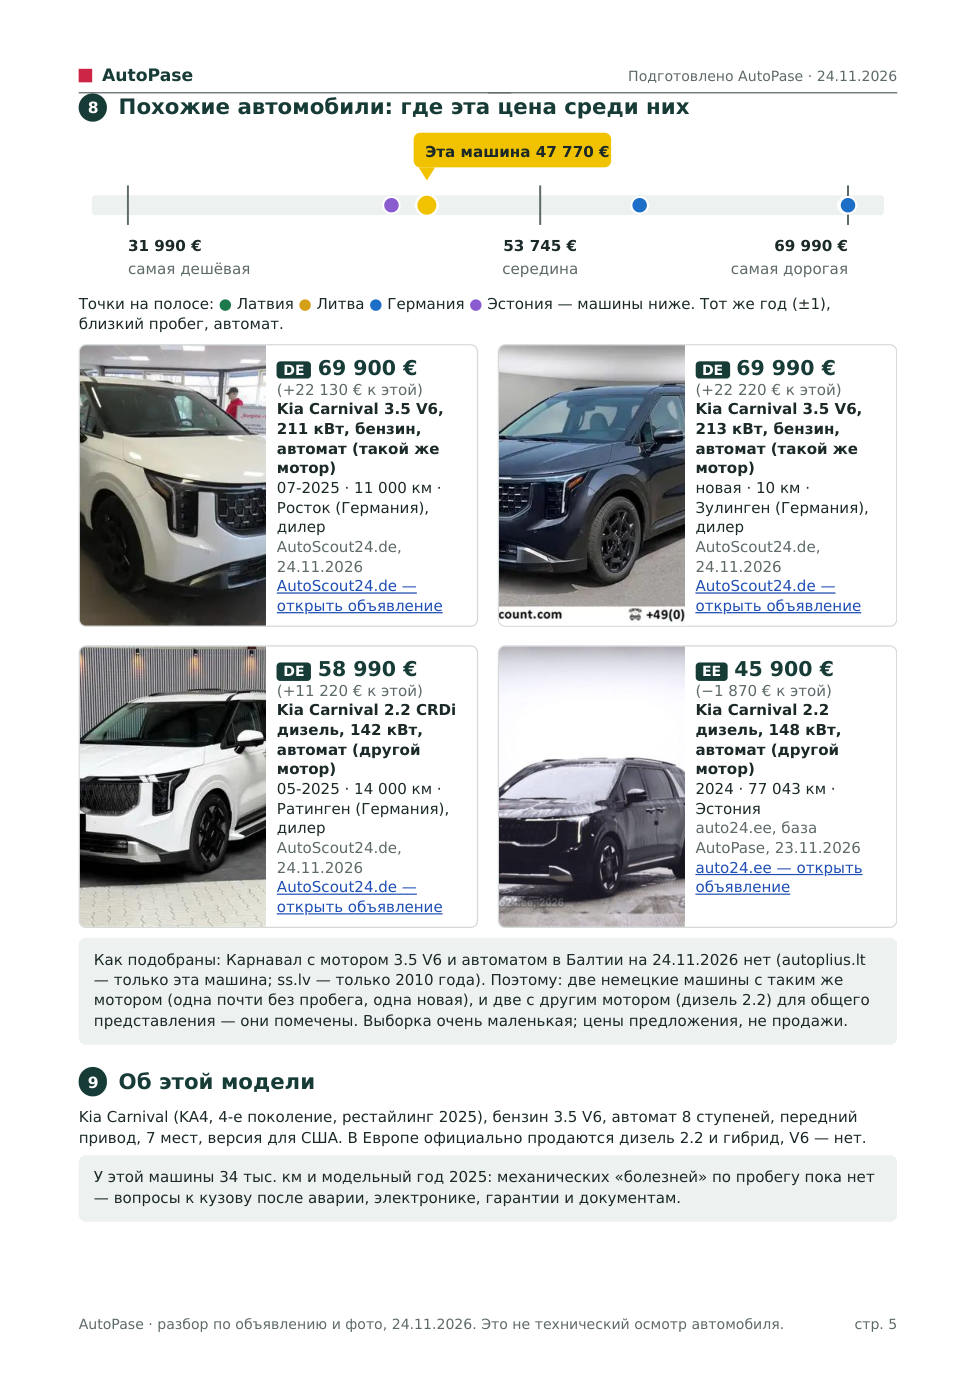 AutoPase
Подготовлено AutoPase · 24.11.2026
8 Похожие автомобили: где эта цена среди них
Эта машина 47 770 €
31 990 €
самая дешёвая
53 745 €
середина
69 990 €
самая дорогая
Точки на полосе: Латвия Литва Германия Эстония — машины ниже. Тот же год (±1),
близкий пробег, автомат.
DE 69 900 €
(+22 130 € к этой)
Kia Carnival 3.5 V6,
211 кВт, бензин,
автомат (такой же
мотор)
07-2025 · 11 000 км ·
Росток (Германия),
дилер
AutoScout24.de,
24.11.2026
AutoScout24.de —
открыть объявление
count.com
+49(0)
DE 69 990 €
(+22 220 € к этой)
Kia Carnival 3.5 V6,
213 кВт, бензин,
автомат (такой же
мотор)
новая · 10 км ·
Зулинген (Германия),
дилер
AutoScout24.de,
24.11.2026
AutoScout24.de —
открыть объявление
DE 58 990 €
(+11 220 € к этой)
Kia Carnival 2.2 CRDi
дизель, 142 кВт,
автомат (другой
мотор)
05-2025 · 14 000 км ·
Ратинген (Германия),
дилер
AutoScout24.de,
24.11.2026
AutoScout24.de —
открыть объявление
EE 45 900 €
(−1 870 € к этой)
Kia Carnival 2.2
дизель, 148 кВт,
автомат (другой
мотор)
2024 · 77 043 км ·
Эстония
auto24.ee, база
AutoPase, 23.11.2026
auto24.ee — открыть
объявление
Как подобраны: Карнавал с мотором 3.5 V6 и автоматом в Балтии на 24.11.2026 нет (autoplius.lt
— только эта машина; ss.lv — только 2010 года). Поэтому: две немецкие машины с таким же
мотором (одна почти без пробега, одна новая), и две с другим мотором (дизель 2.2) для общего
представления — они помечены. Выборка очень маленькая; цены предложения, не продажи.
9 Об этой модели
Kia Carnival (KA4, 4-е поколение, рестайлинг 2025), бензин 3.5 V6, автомат 8 ступеней, передний
привод, 7 мест, версия для США. В Европе официально продаются дизель 2.2 и гибрид, V6 — нет.
У этой машины 34 тыс. км и модельный год 2025: механических «болезней» по пробегу пока нет
— вопросы к кузову после аварии, электронике, гарантии и документам.
AutoPase · разбор по объявлению и фото, 24.11.2026. Это не технический осмотр автомобиля.
стр. 5